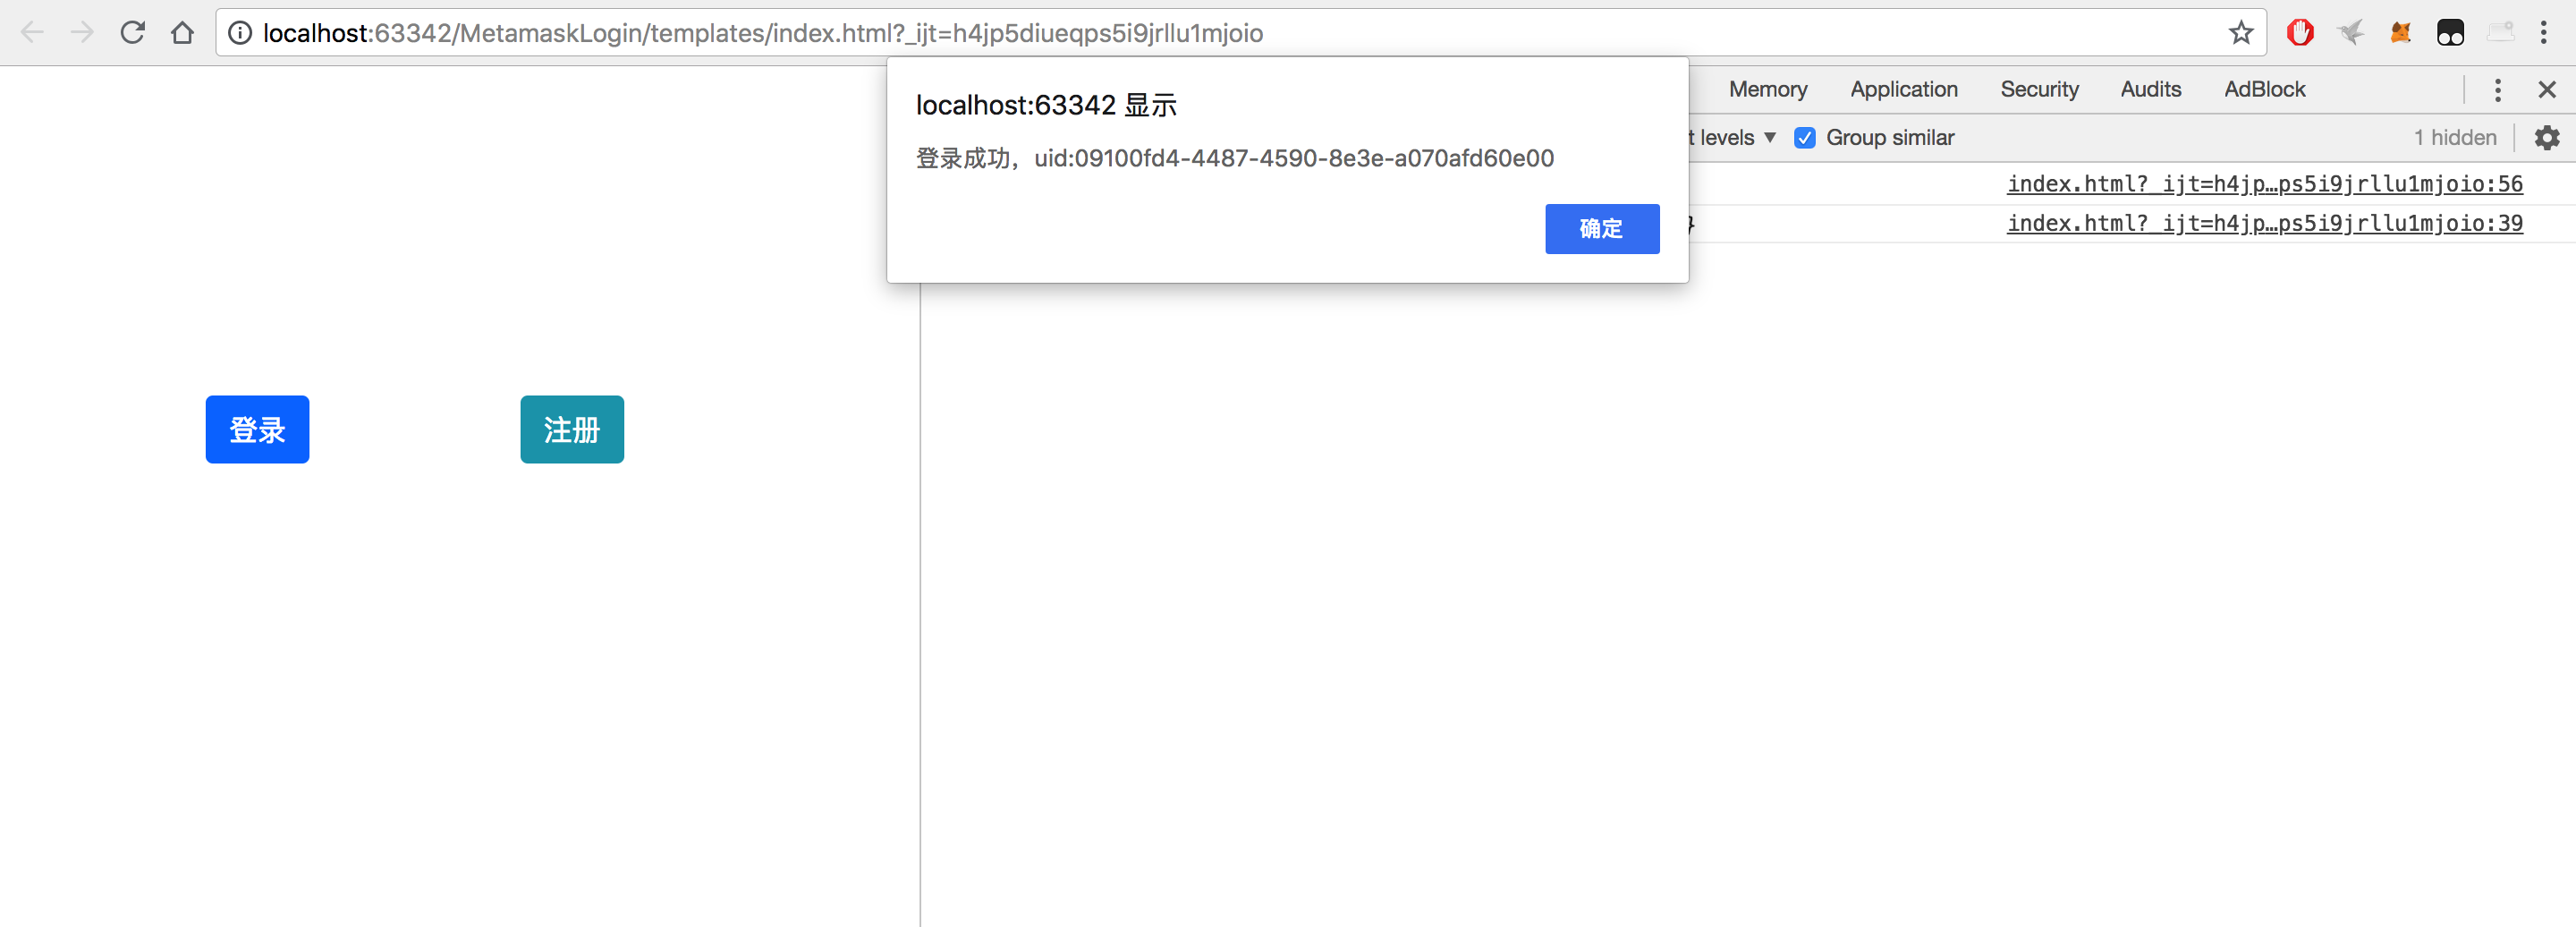 localhost:63342/MetamaskLogin/templates/index.html?_ijt=h4jp5diueqps5i9jrllu1mjoio
localhost:63342 显示
登录成功，uid:09100fd4-4487-4590-8e3e-a070afd60e00
确定
Memory Application Security Audits AdBlock
t levels ▼ Group similar 1 hidden
index.html?_ijt=h4jp…ps5i9jrllu1mjoio:56
} index.html?_ijt=h4jp…ps5i9jrllu1mjoio:39
登录 注册